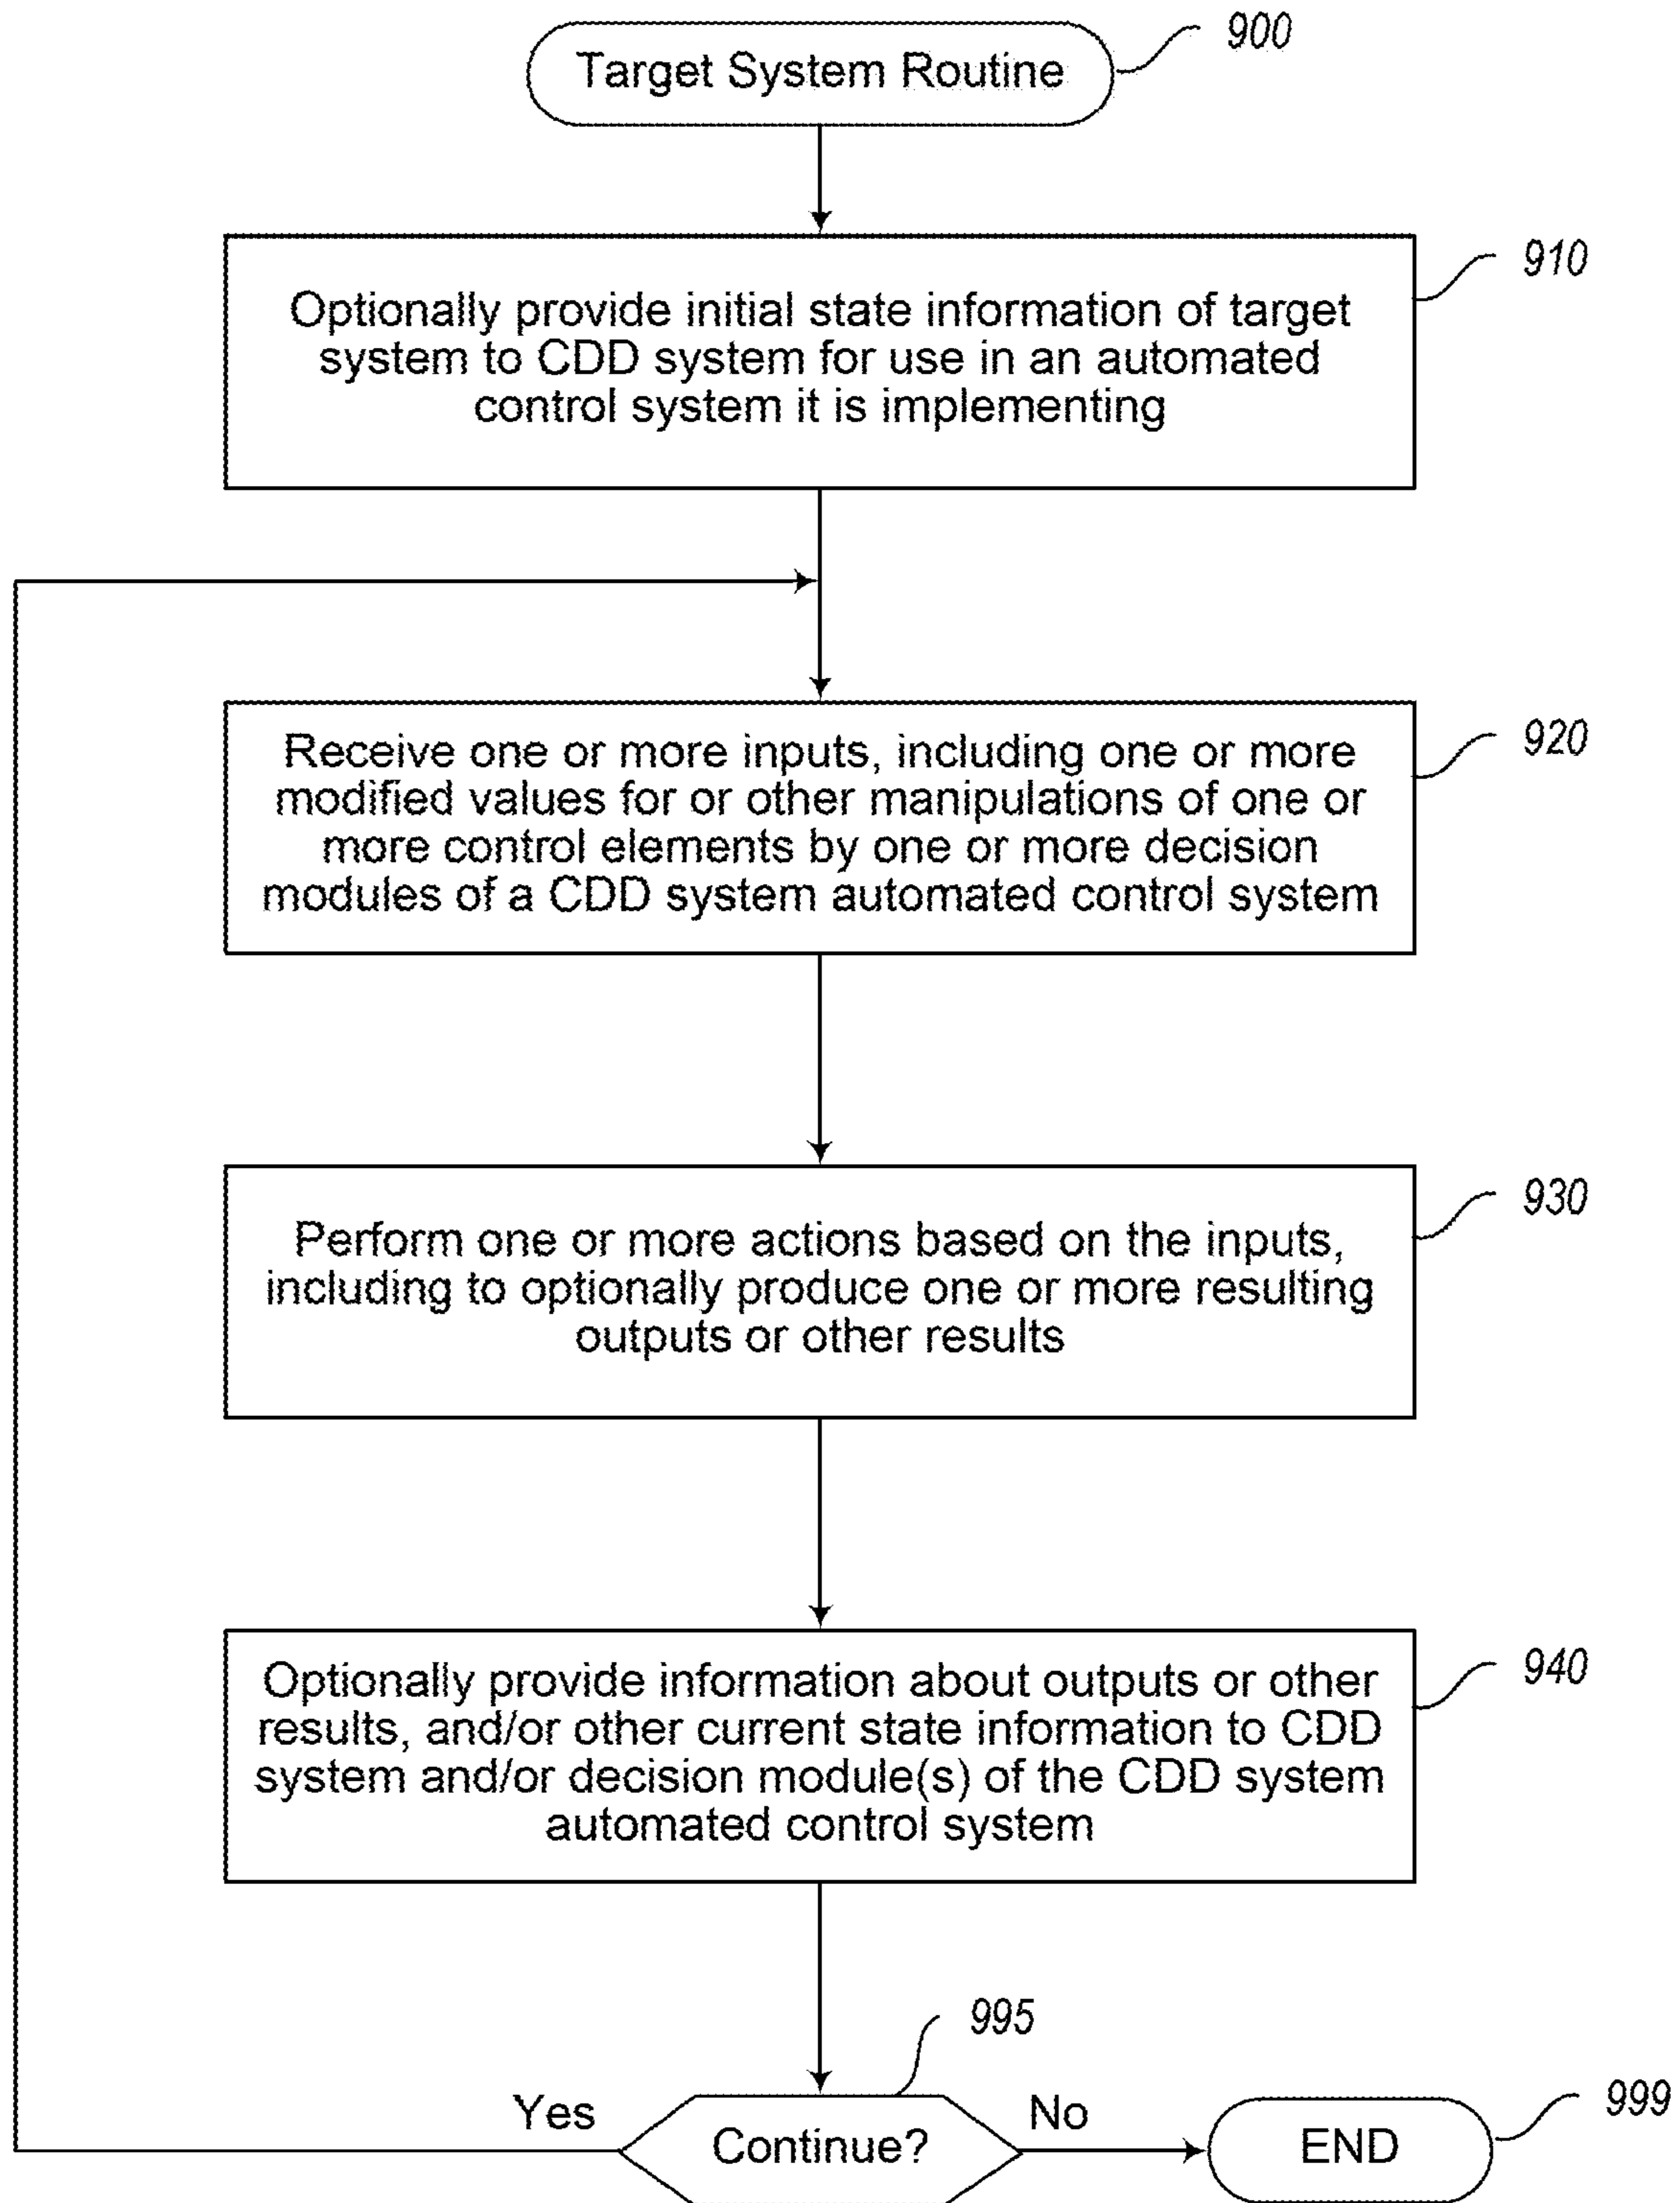 900
Target System Routine
910
Optionally provide initial state information of target
system to CDD system for use in an automated
control system it is implementing
920
Receive one or more inputs, including one or more
modified values for or other manipulations of one or
more control elements by one or more decision
modules of a CDD system automated control system
930
Perform one or more actions based on the inputs,
including to optionally produce one or more resulting
outputs or other results
940
Optionally provide information about outputs or other
results, and/or other current state information to CDD
system and/or decision module(s) of the CDD system
automated control system
995
Yes
Continue?
No
999
END